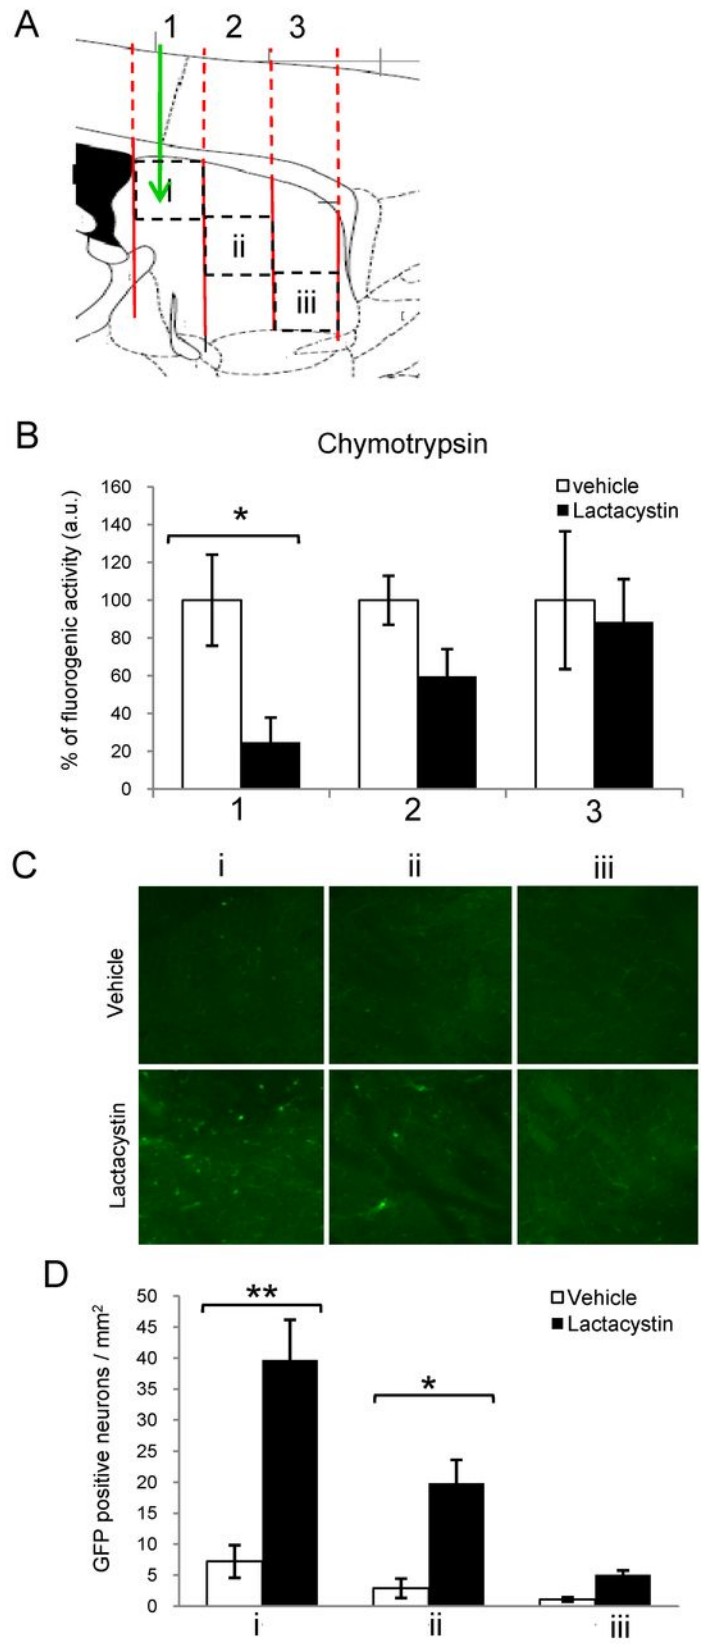 A
1 2 3
i
ii
iii
B
Chymotrypsin
% of fluorogenic activity (a.u.)
160
140
120
100
80
60
40
20
0
*
vehicle
Lactacystin
1 2 3
C
i ii iii
Vehicle
Lactacystin
D
GFP positive neurons / mm²
50
45
40
35
30
25
20
15
10
5
0
**
*
Vehicle
Lactacystin
i ii iii